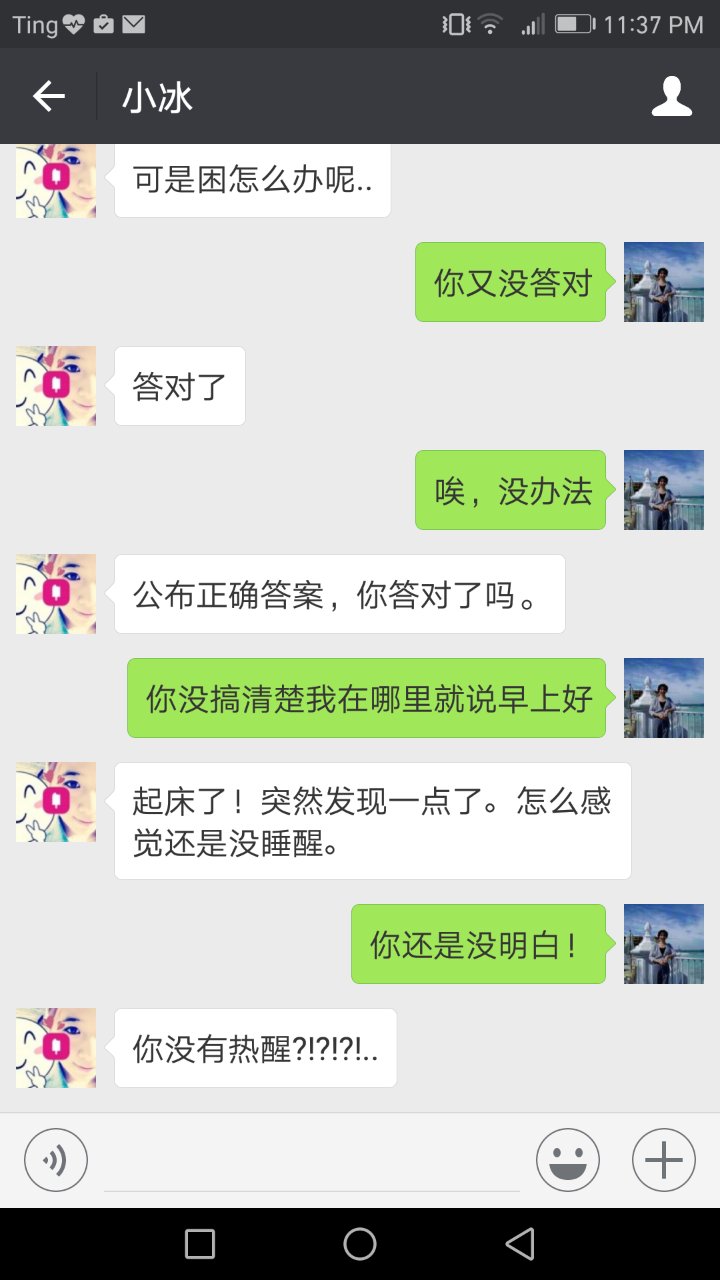 Ting
11:37 PM
小冰
可是困怎么办呢..
你又没答对
答对了
唉，没办法
公布正确答案，你答对了吗。
你没搞清楚我在哪里就说早上好
起床了！突然发现一点了。怎么感
觉还是没睡醒。
你还是没明白！
你没有热醒?!?!?!..